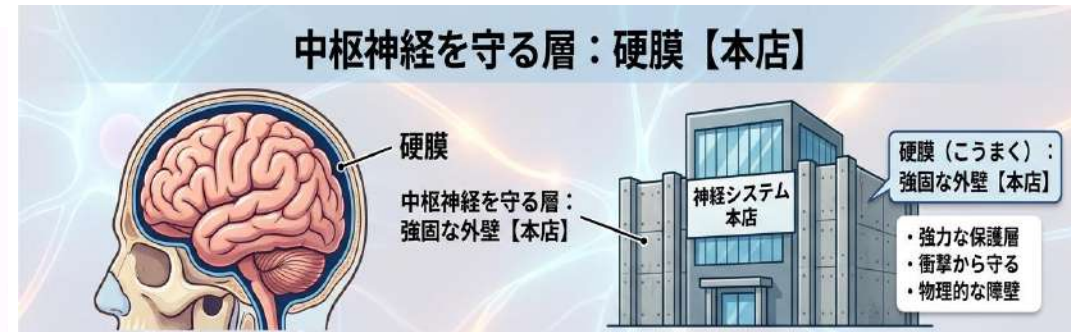 中枢神経を守る層：硬膜【本店】
硬膜
中枢神経を守る層：
強固な外壁【本店】
神経システム
本店
硬膜（こうまく）：
強固な外壁【本店】
・強力な保護層
・衝撃から守る
・物理的な障壁